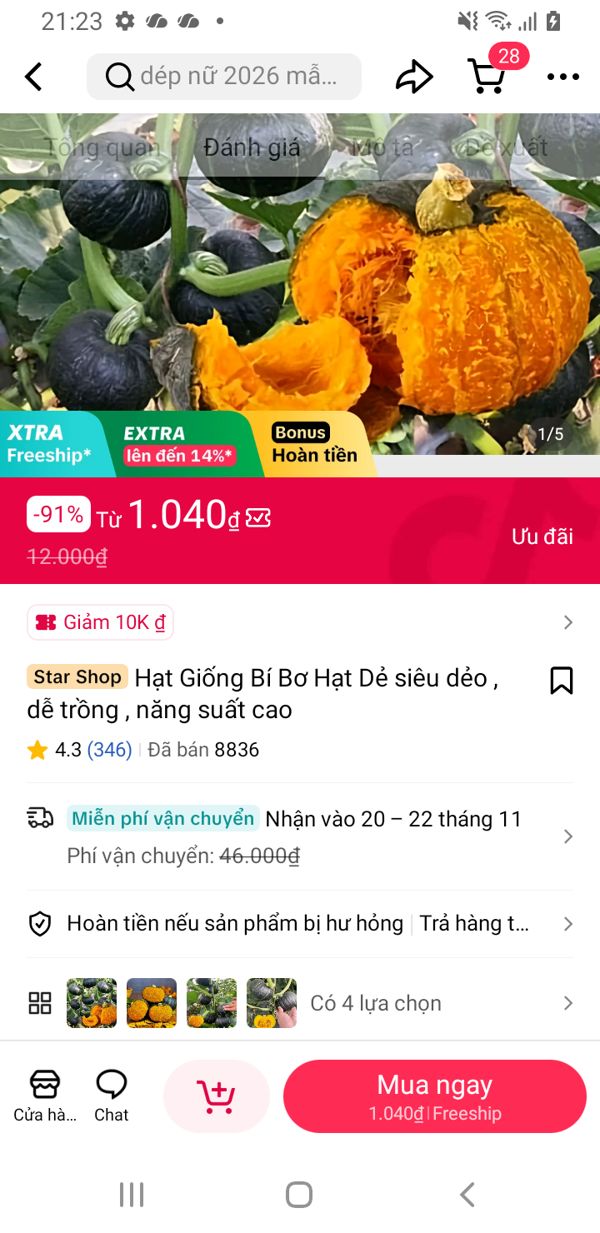 21:23
28
dép nữ 2026 mẫ...
Tổng quan Đánh giá Mô tả Đề xuất
XTRA
Freeship*
EXTRA
lên đến 14%*
Bonus
Hoàn tiền
1/5
-91% Từ 1.040₫
12.000₫
Ưu đãi
Giảm 10K ₫
Star Shop Hạt Giống Bí Bơ Hạt Dẻ siêu dẻo ,
dễ trồng , năng suất cao
4.3 (346) Đã bán 8836
Miễn phí vận chuyển Nhận vào 20 – 22 tháng 11
Phí vận chuyển: 46.000₫
Hoàn tiền nếu sản phẩm bị hư hỏng Trả hàng t...
Có 4 lựa chọn
Cửa hà...
Chat
Mua ngay
1.040₫ Freeship